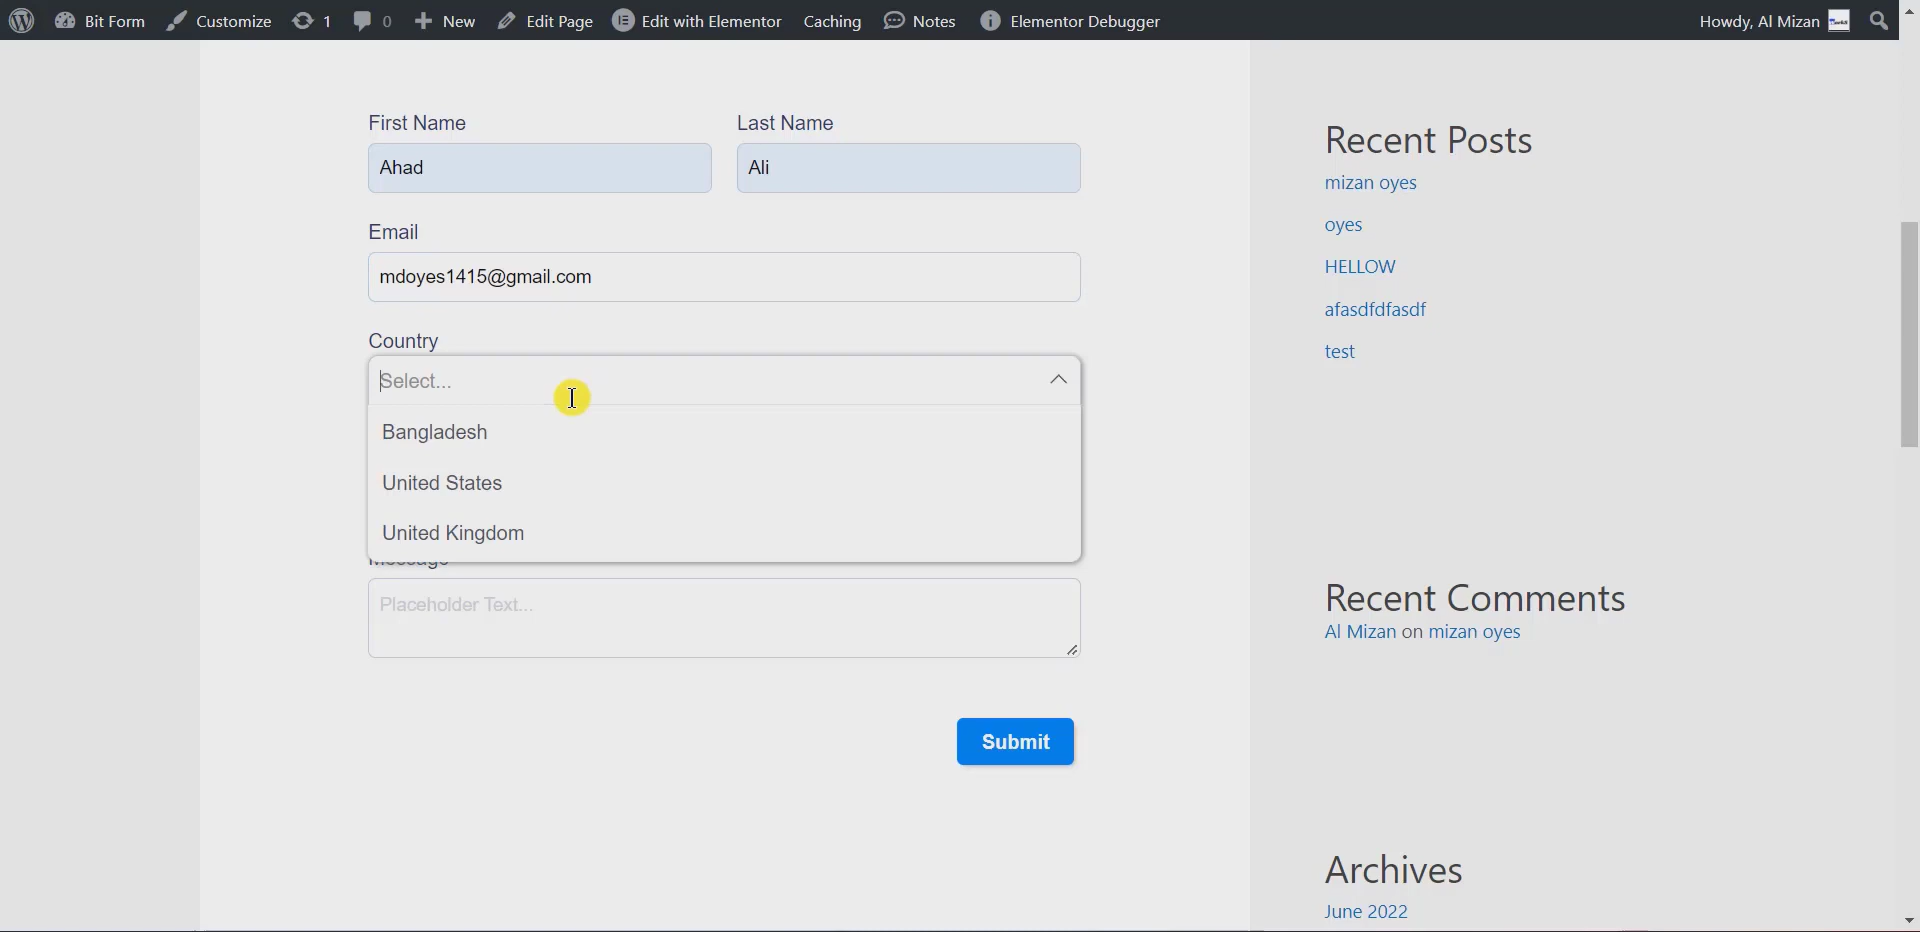 Bit Form Customize 1 0 New Edit Page Edit with Elementor Caching Notes Elementor Debugger Howdy, Al Mizan
First Name
Last Name
Ahad
Ali
Email
mdoyes1415@gmail.com
Country
Select...
Bangladesh
United States
United Kingdom
Message
Placeholder Text...
Submit
Recent Posts
mizan oyes
oyes
HELLOW
afasdfdfasdf
test
Recent Comments
Al Mizan on mizan oyes
Archives
June 2022